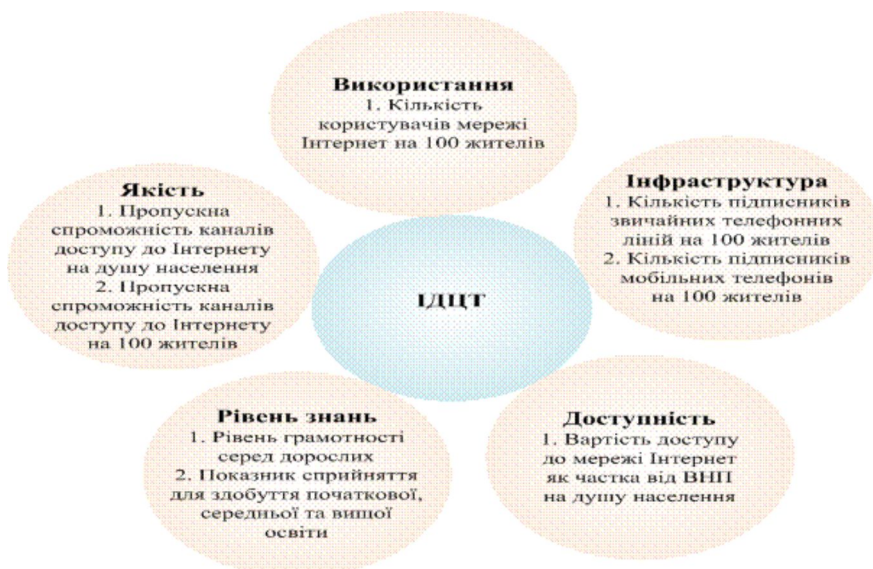 Використання
1. Кількість
користувачів мережі
Інтернет на 100 жителів
Якість
1. Пропускна
спроможність каналів
доступу до Інтернету
на душу населення
2. Пропускна
спроможність каналів
доступу до Інтернету
на 100 жителів
Інфраструктура
1. Кількість підписників
звичайних телефонних
ліній на 100 жителів
2. Кількість підписників
мобільних телефонів
на 100 жителів
ІДЦТ
Рівень знань
1. Рівень грамотності
серед дорослих
2. Показник сприйняття
для здобуття початкової,
середньої та вищої
освіти
Доступність
1. Вартість доступу
до мережі Інтернет
як частка від ВНП
на душу населення